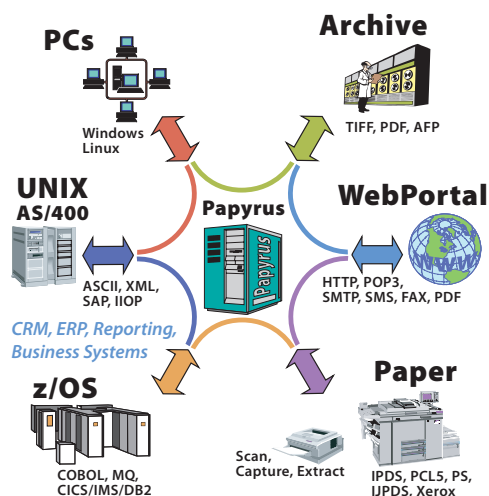 Archive
PCs
Windows
Linux
TIFF, PDF, AFP
UNIX
AS/400
Papyrus
WebPortal
Papyrus
WWW
ASCII, XML,
SAP, IIOP
HTTP, POP3,
SMTP, SMS, FAX, PDF
CRM, ERP, Reporting,
Business Systems
z/OS
Paper
Scan,
Capture, Extract
COBOL, MQ,
CICS/IMS/DB2
IPDS, PCL5, PS,
IJPDS, Xerox